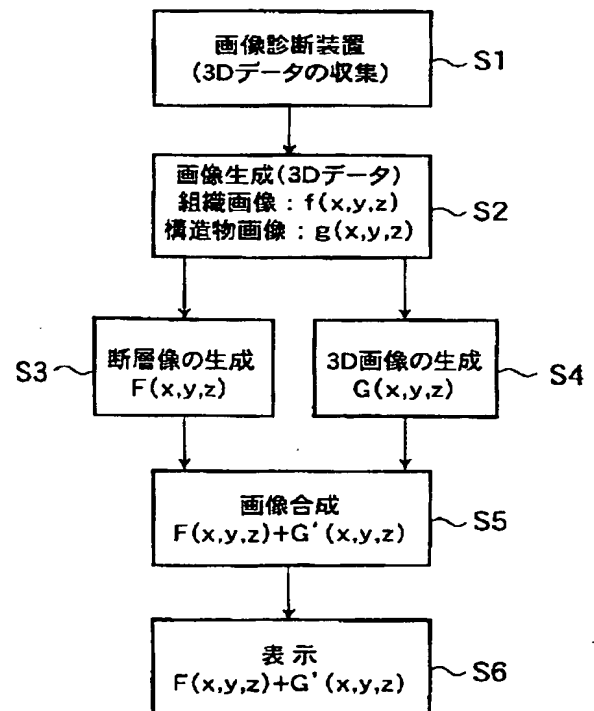 画像診断装置
(3Dデータの収集)
S1
画像生成(3Dデータ)
組織画像：f(x,y,z)
構造物画像：g(x,y,z)
S2
S3
断層像の生成
F(x,y,z)
3D画像の生成
G(x,y,z)
S4
画像合成
F(x,y,z)+G'(x,y,z)
S5
表示
F(x,y,z)+G'(x,y,z)
S6